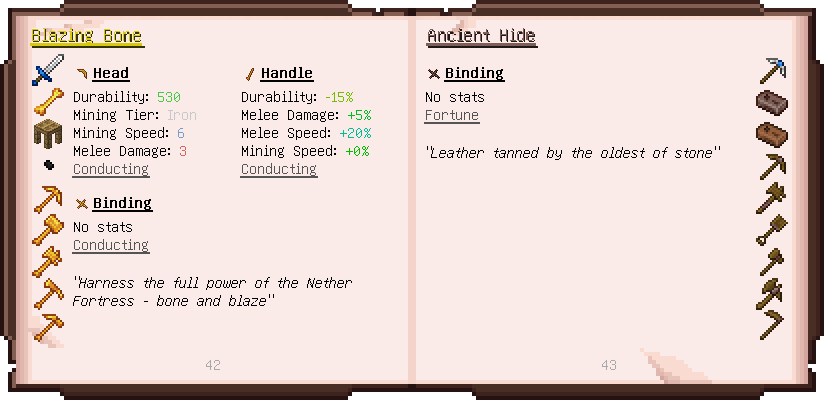 Blazing Bone
Head
Durability: 530
Mining Tier: Iron
Mining Speed: 6
Melee Damage: 3
Conducting
Handle
Durability: -15%
Melee Damage: +5%
Melee Speed: +20%
Mining Speed: +0%
Conducting
Binding
No stats
Conducting
"Harness the full power of the Nether
Fortress - bone and blaze"
42
Ancient Hide
Binding
No stats
Fortune
"Leather tanned by the oldest of stone"
43